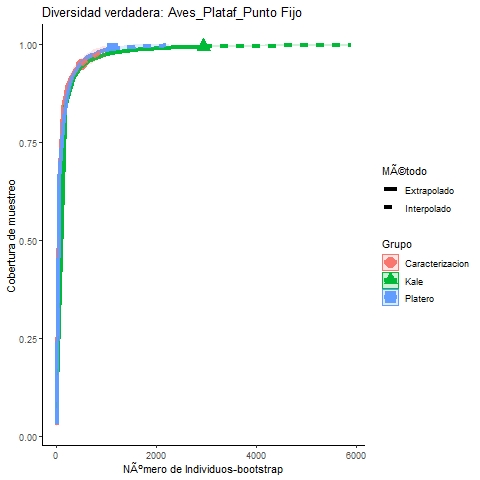 Diversidad verdadera: Aves_Plataf_Punto Fijo
1.00
0.75
0.50
0.25
0.00
Cobertura de muestreo
0
2000
4000
6000
NÃºmero de Individuos-bootstrap
MÃ©todo
Extrapolado
Interpolado
Grupo
Caracterizacion
Kale
Platero